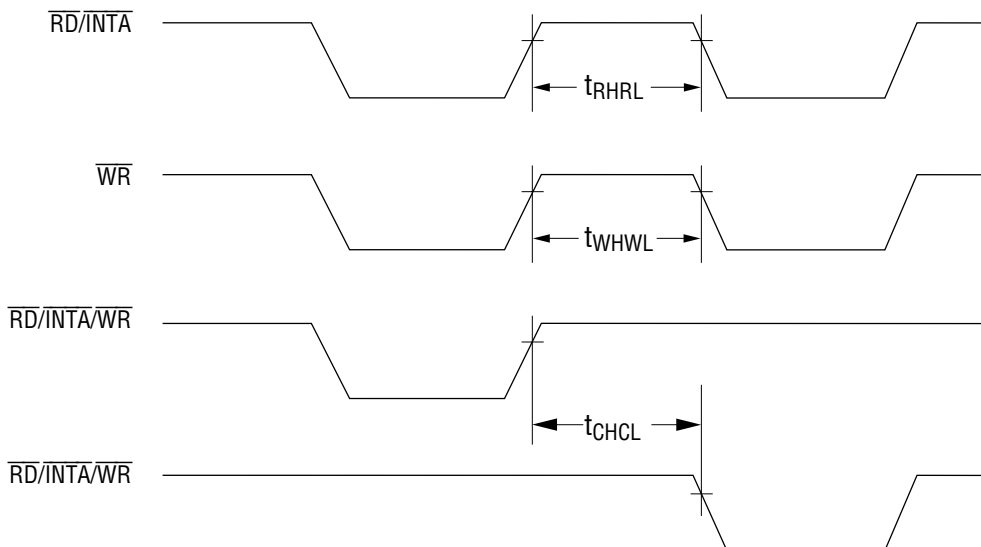 RD/INTA
tRHRL
WR
tWHWL
RD/INTA/WR
tCHCL
RD/INTA/WR